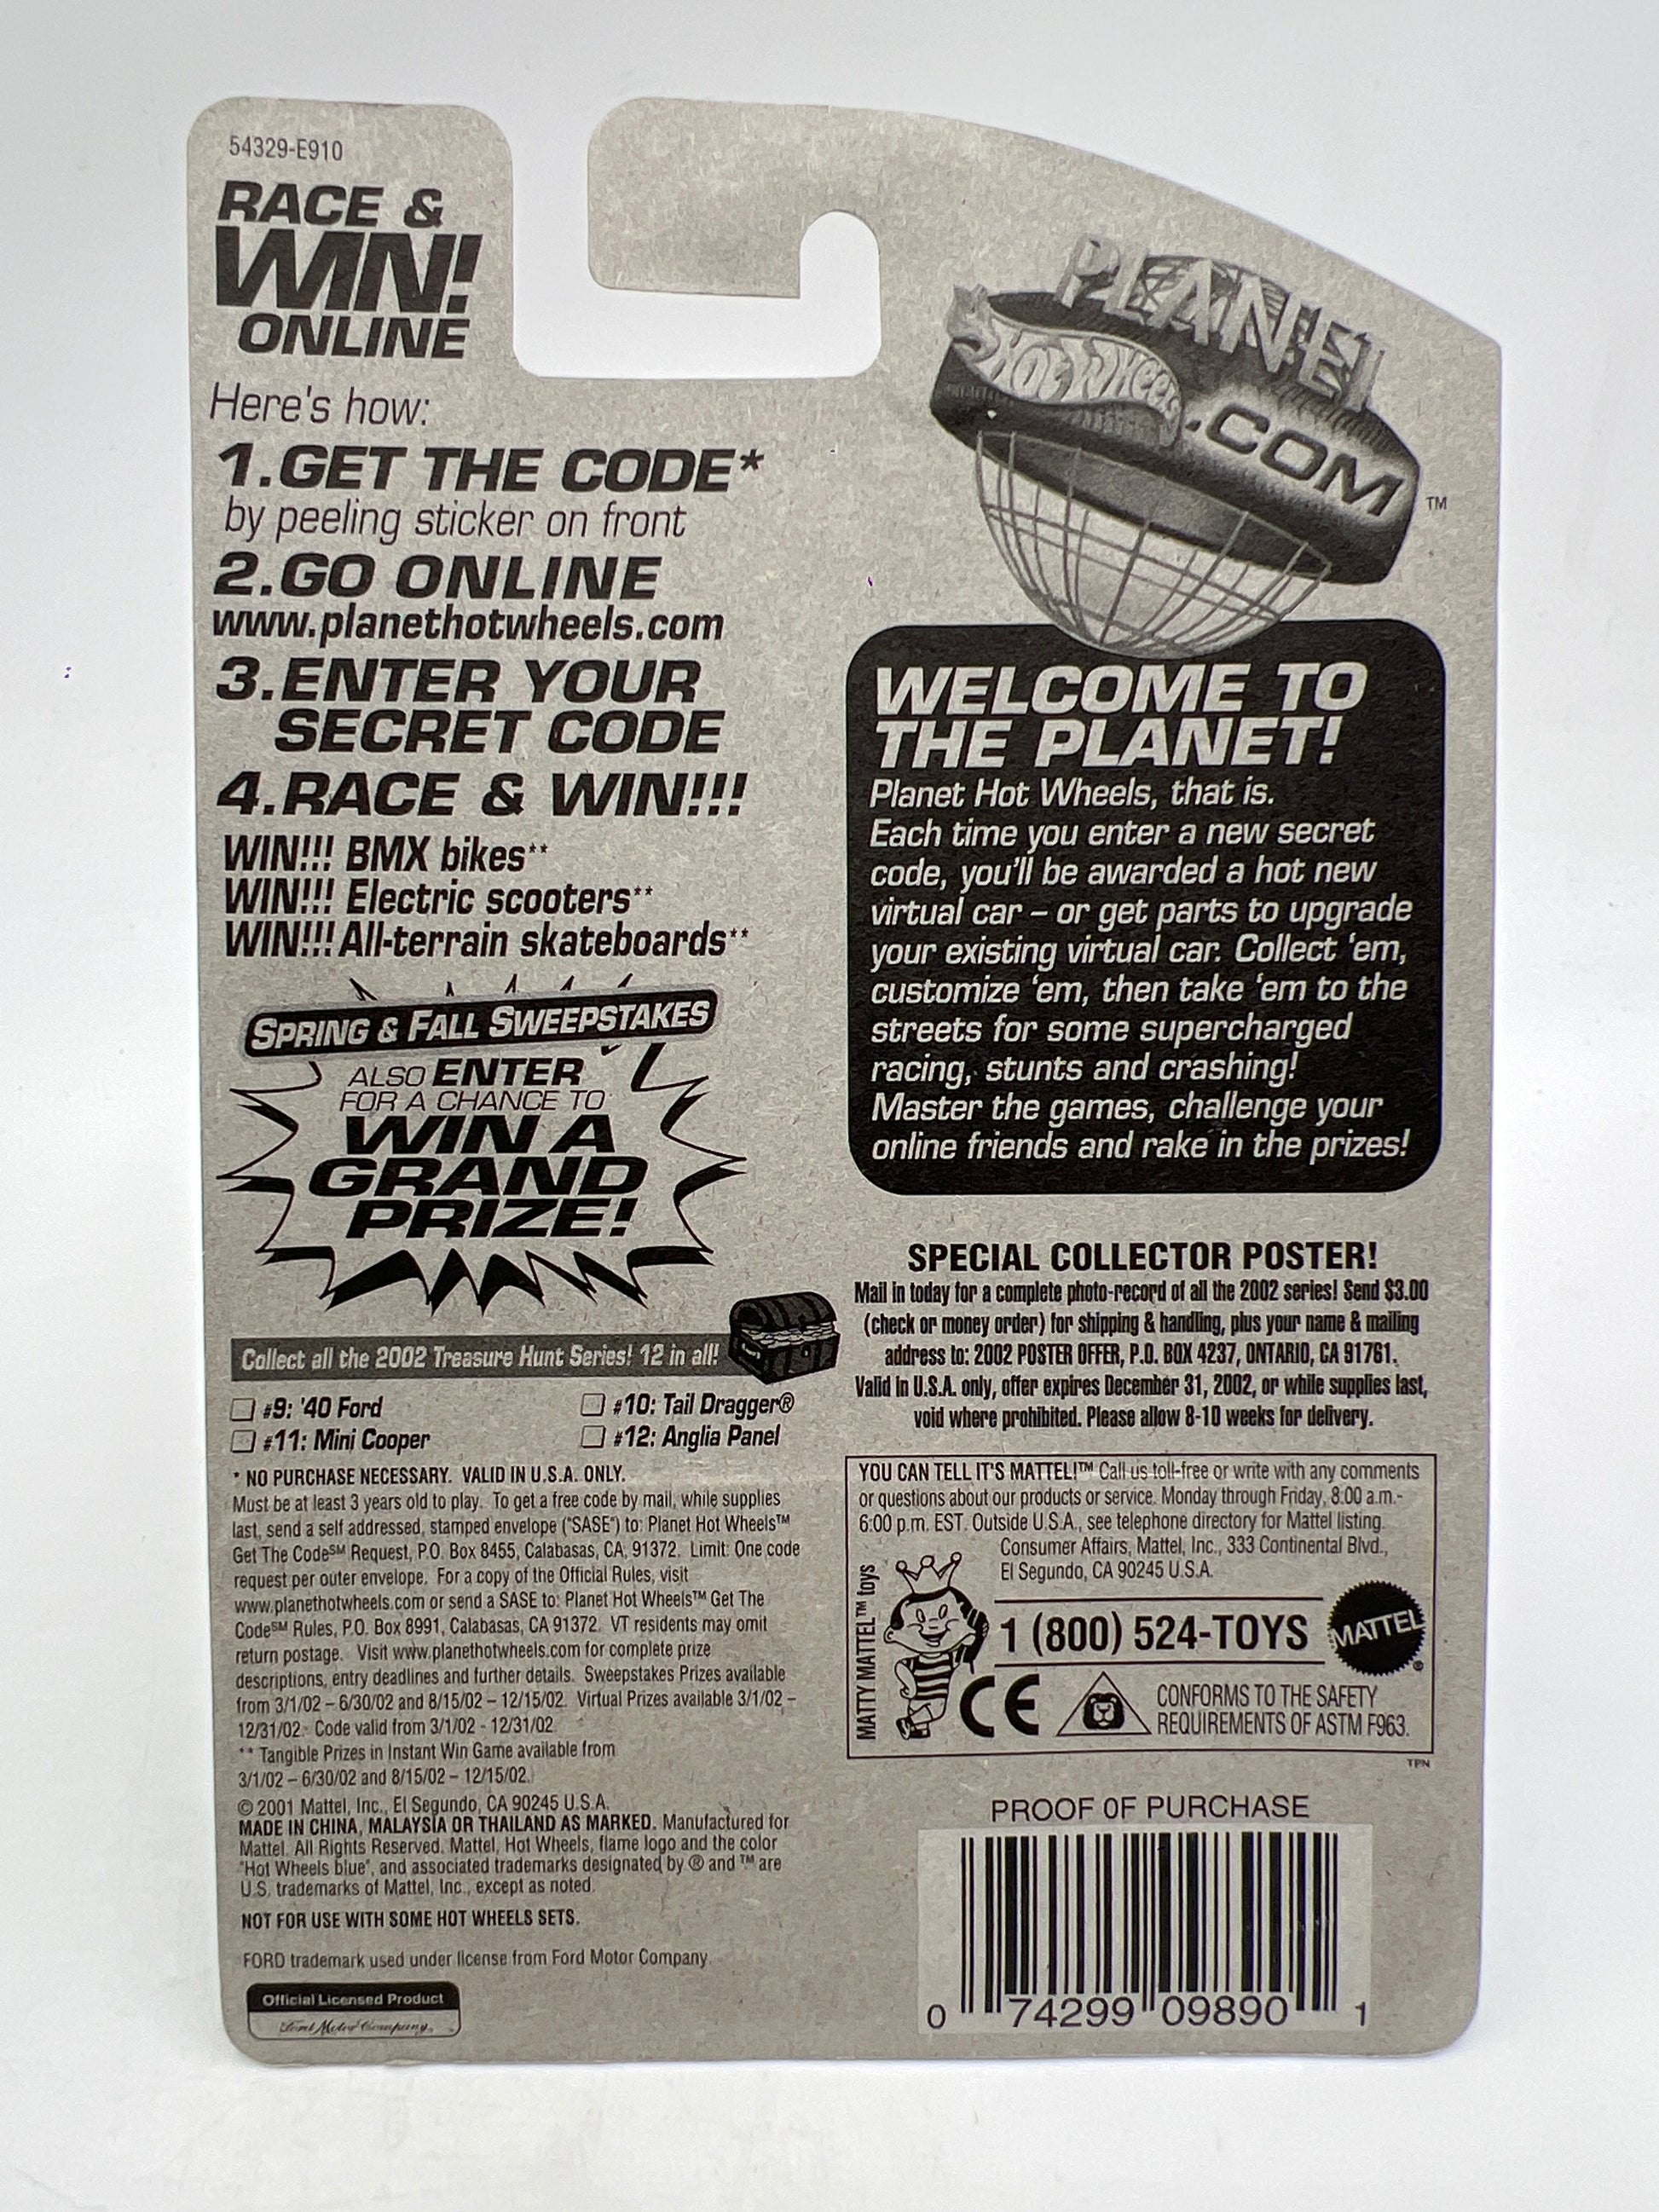 54329-E910
RACE &
WIN!
ONLINE
Here's how:
1.GET THE CODE*
by peeling sticker on front
2.GO ONLINE
www.planethotwheels.com
3.ENTER YOUR
SECRET CODE
4.RACE & WIN!!!
WIN!!! BMX bikes**
WIN!!! Electric scooters**
WIN!!! All-terrain skateboards**
SPRING & FALL SWEEPSTAKES
ALSO ENTER
FOR A CHANCE TO
WIN A
GRAND
PRIZE!
Collect all the 2002 Treasure Hunt Series! 12 in all!
#9: '40 Ford
#10: Tail Dragger®
#11: Mini Cooper
#12: Anglia Panel
* NO PURCHASE NECESSARY. VALID IN U.S.A. ONLY.
Must be at least 3 years old to play. To get a free code by mail, while supplies
last, send a self addressed, stamped envelope ("SASE") to: Planet Hot Wheels™
Get The Code℠ Request, P.O. Box 8455, Calabasas, CA, 91372. Limit: One code
request per outer envelope. For a copy of the Official Rules, visit
www.planethotwheels.com or send a SASE to: Planet Hot Wheels™ Get The
Code℠ Rules, P.O. Box 8991, Calabasas, CA 91372. VT residents may omit
return postage. Visit www.planethotwheels.com for complete prize
descriptions, entry deadlines and further details. Sweepstakes Prizes available
from 3/1/02 – 6/30/02 and 8/15/02 – 12/15/02. Virtual Prizes available 3/1/02 –
12/31/02. Code valid from 3/1/02 - 12/31/02.
** Tangible Prizes in Instant Win Game available from
3/1/02 – 6/30/02 and 8/15/02 – 12/15/02.
© 2001 Mattel, Inc., El Segundo, CA 90245 U.S.A.
MADE IN CHINA, MALAYSIA OR THAILAND AS MARKED. Manufactured for
Mattel. All Rights Reserved. Mattel, Hot Wheels, flame logo and the color
"Hot Wheels blue", and associated trademarks designated by ® and ™ are
U.S. trademarks of Mattel, Inc., except as noted.
NOT FOR USE WITH SOME HOT WHEELS SETS.
FORD trademark used under license from Ford Motor Company.
Official Licensed Product
Ford Motor Company
PLANET
HOT WHEELS
.COM
™
WELCOME TO
THE PLANET!
Planet Hot Wheels, that is.
Each time you enter a new secret
code, you'll be awarded a hot new
virtual car – or get parts to upgrade
your existing virtual car. Collect 'em,
customize 'em, then take 'em to the
streets for some supercharged
racing, stunts and crashing!
Master the games, challenge your
online friends and rake in the prizes!
SPECIAL COLLECTOR POSTER!
Mail in today for a complete photo-record of all the 2002 series! Send $3.00
(check or money order) for shipping & handling, plus your name & mailing
address to: 2002 POSTER OFFER, P.O. BOX 4237, ONTARIO, CA 91761.
Valid in U.S.A. only, offer expires December 31, 2002, or while supplies last,
void where prohibited. Please allow 8-10 weeks for delivery.
YOU CAN TELL IT'S MATTEL!™ Call us toll-free or write with any comments
or questions about our products or service. Monday through Friday, 8:00 a.m.-
6:00 p.m. EST. Outside U.S.A., see telephone directory for Mattel listing.
Consumer Affairs, Mattel, Inc., 333 Continental Blvd.,
El Segundo, CA 90245 U.S.A.
MATTY MATTEL™ toys
1 (800) 524-TOYS
MATTEL
®
CE
CONFORMS TO THE SAFETY
REQUIREMENTS OF ASTM F963.
TPN
PROOF OF PURCHASE
0 74299 09890 1